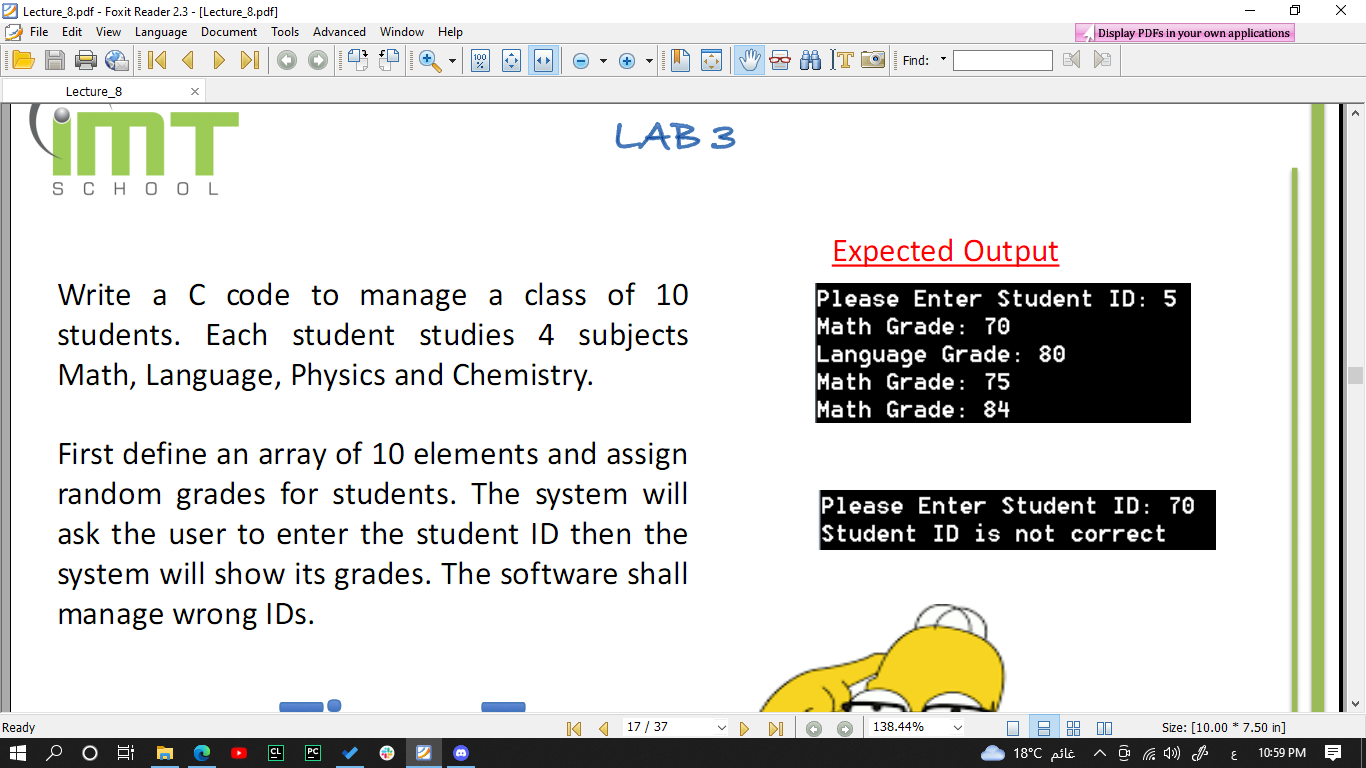 Lecture_8.pdf - Foxit Reader 2.3 - [Lecture_8.pdf]
File Edit View Language Document Tools Advanced Window Help
Display PDFs in your own applications
100 %
Find:
Lecture_8
imt
SCHOOL
LAB 3
Expected Output
Write a C code to manage a class of 10
students. Each student studies 4 subjects
Math, Language, Physics and Chemistry.
First define an array of 10 elements and assign
random grades for students. The system will
ask the user to enter the student ID then the
system will show its grades. The software shall
manage wrong IDs.
Please Enter Student ID: 5
Math Grade: 70
Language Grade: 80
Math Grade: 75
Math Grade: 84
Please Enter Student ID: 70
Student ID is not correct
Ready
17 / 37
138.44%
Size: [10.00 * 7.50 in]
CL
PC
18°C غائم
ع
10:59 PM